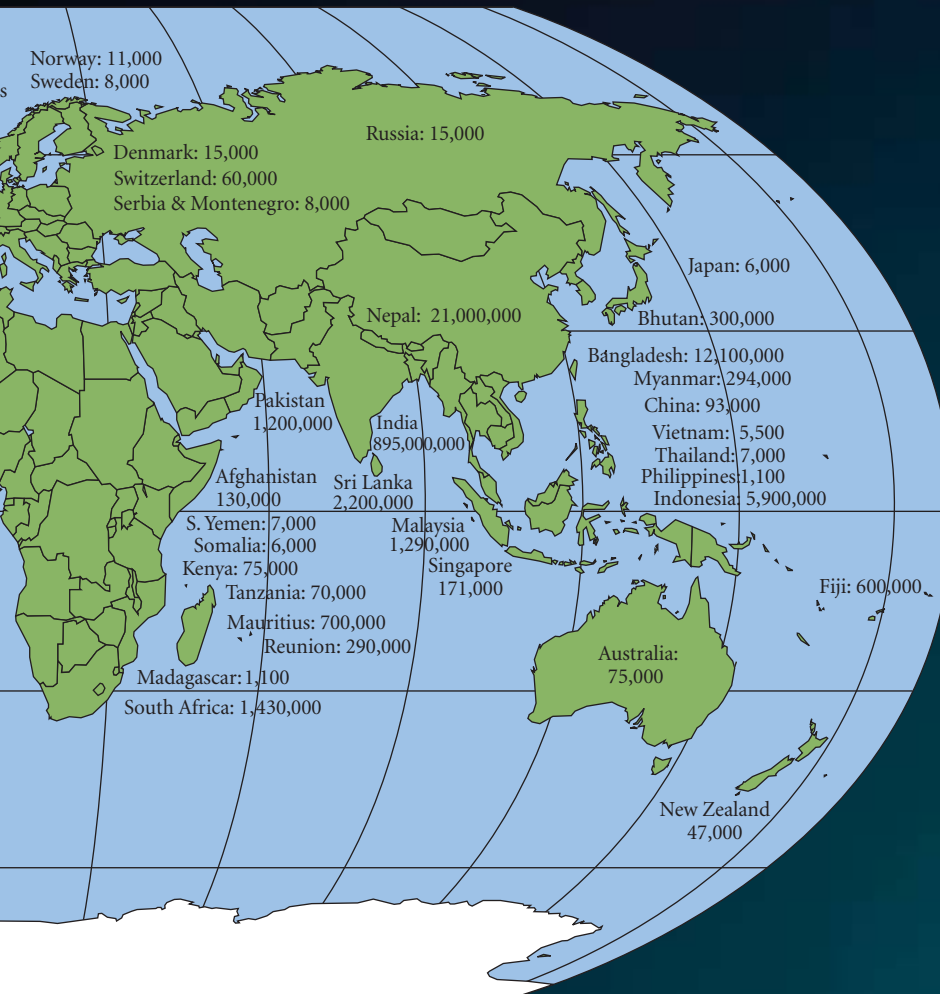 Norway: 11,000
Sweden: 8,000
s
Russia: 15,000
Denmark: 15,000
Switzerland: 60,000
Serbia & Montenegro: 8,000
Japan: 6,000
Nepal: 21,000,000
Bhutan: 300,000
Bangladesh: 12,100,000
Myanmar: 294,000
China: 93,000
Vietnam: 5,500
Thailand: 7,000
Philippines:1,100
Indonesia: 5,900,000
Pakistan
1,200,000
India
895,000,000
Afghanistan
130,000
Sri Lanka
2,200,000
S. Yemen: 7,000
Somalia: 6,000
Kenya: 75,000
Malaysia
1,290,000
Singapore
171,000
Tanzania: 70,000
Mauritius: 700,000
Reunion: 290,000
Madagascar: 1,100
South Africa: 1,430,000
Fiji: 600,000
Australia:
75,000
New Zealand
47,000